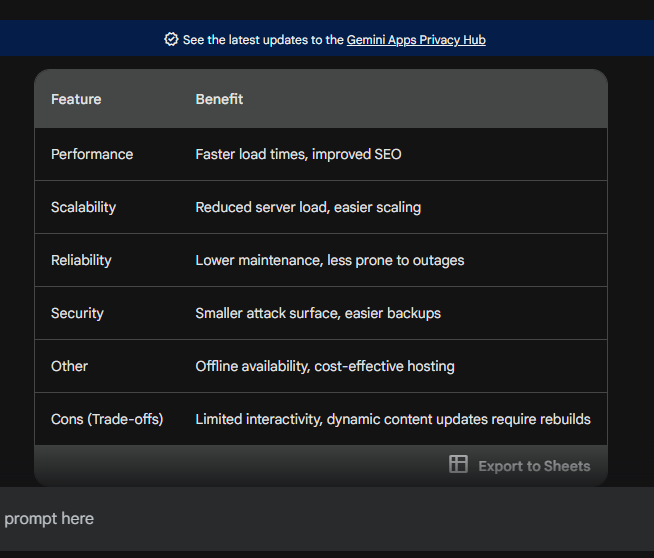 See the latest updates to the Gemini Apps Privacy Hub
Feature Benefit
Performance Faster load times, improved SEO
Scalability Reduced server load, easier scaling
Reliability Lower maintenance, less prone to outages
Security Smaller attack surface, easier backups
Other Offline availability, cost-effective hosting
Cons (Trade-offs) Limited interactivity, dynamic content updates require rebuilds
Export to Sheets
prompt here